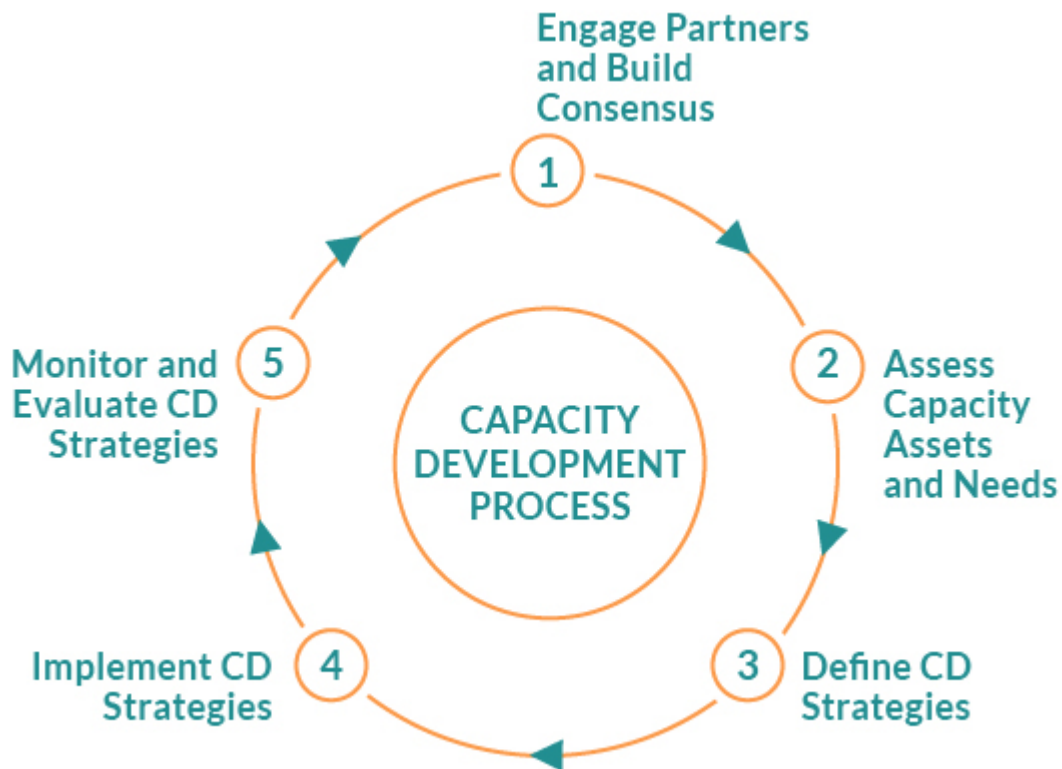 Engage Partners
and Build
Consensus
1
2
Assess
Capacity
Assets
and Needs
3
Define CD
Strategies
4
Implement CD
Strategies
5
Monitor and
Evaluate CD
Strategies
CAPACITY
DEVELOPMENT
PROCESS